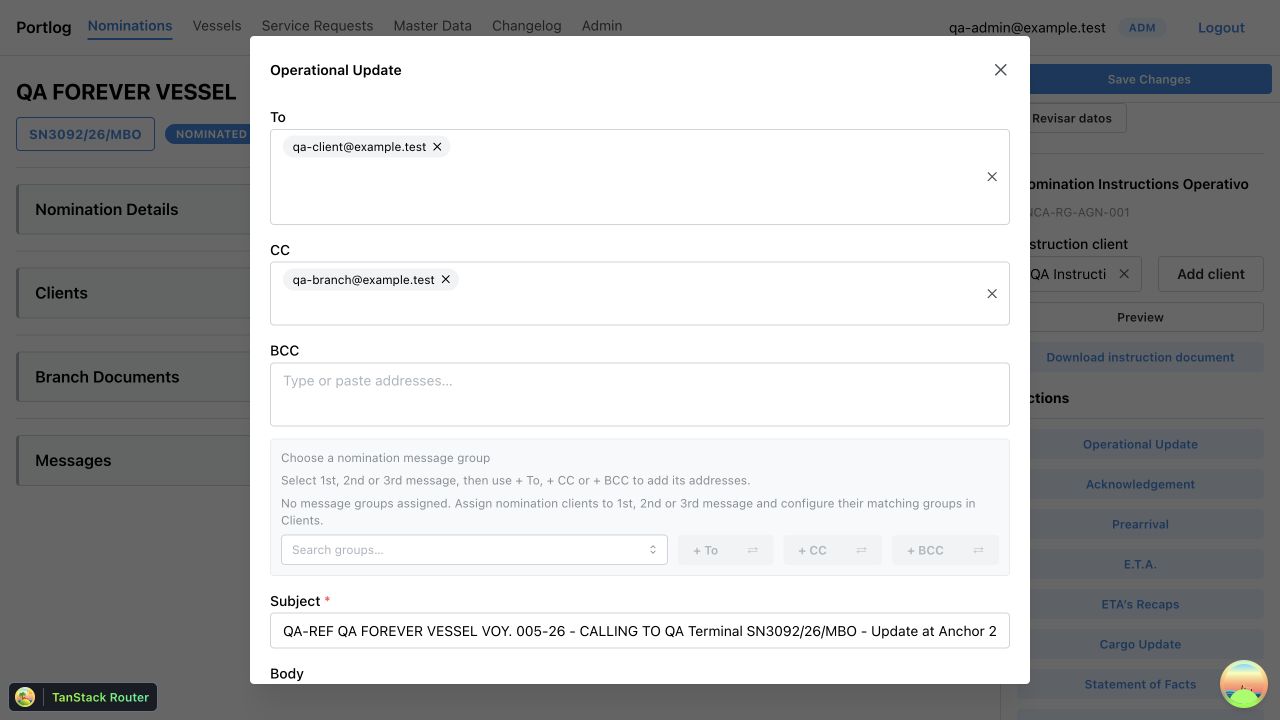 Portlog
Nominations
Vessels
Service Requests
Master Data
Changelog
Admin
qa-admin@example.test
ADM
Logout
QA FOREVER VESSEL
SN3092/26/MBO
NOMINATED
Nomination Details
Clients
Branch Documents
Messages
Operational Update
To
qa-client@example.test
CC
qa-branch@example.test
BCC
Type or paste addresses...
Choose a nomination message group
Select 1st, 2nd or 3rd message, then use + To, + CC or + BCC to add its addresses.
No message groups assigned. Assign nomination clients to 1st, 2nd or 3rd message and configure their matching groups in
Clients.
Search groups...
+ To
+ CC
+ BCC
Subject *
QA-REF QA FOREVER VESSEL VOY. 005-26 - CALLING TO QA Terminal SN3092/26/MBO - Update at Anchor 2
Body
Save Changes
Revisar datos
omination Instructions Operativo
CA-RG-AGN-001
struction client
QA Instructi
Add client
Preview
Download instruction document
ctions
Operational Update
Acknowledgement
Prearrival
E.T.A.
ETA's Recaps
Cargo Update
Statement of Facts
TanStack Router